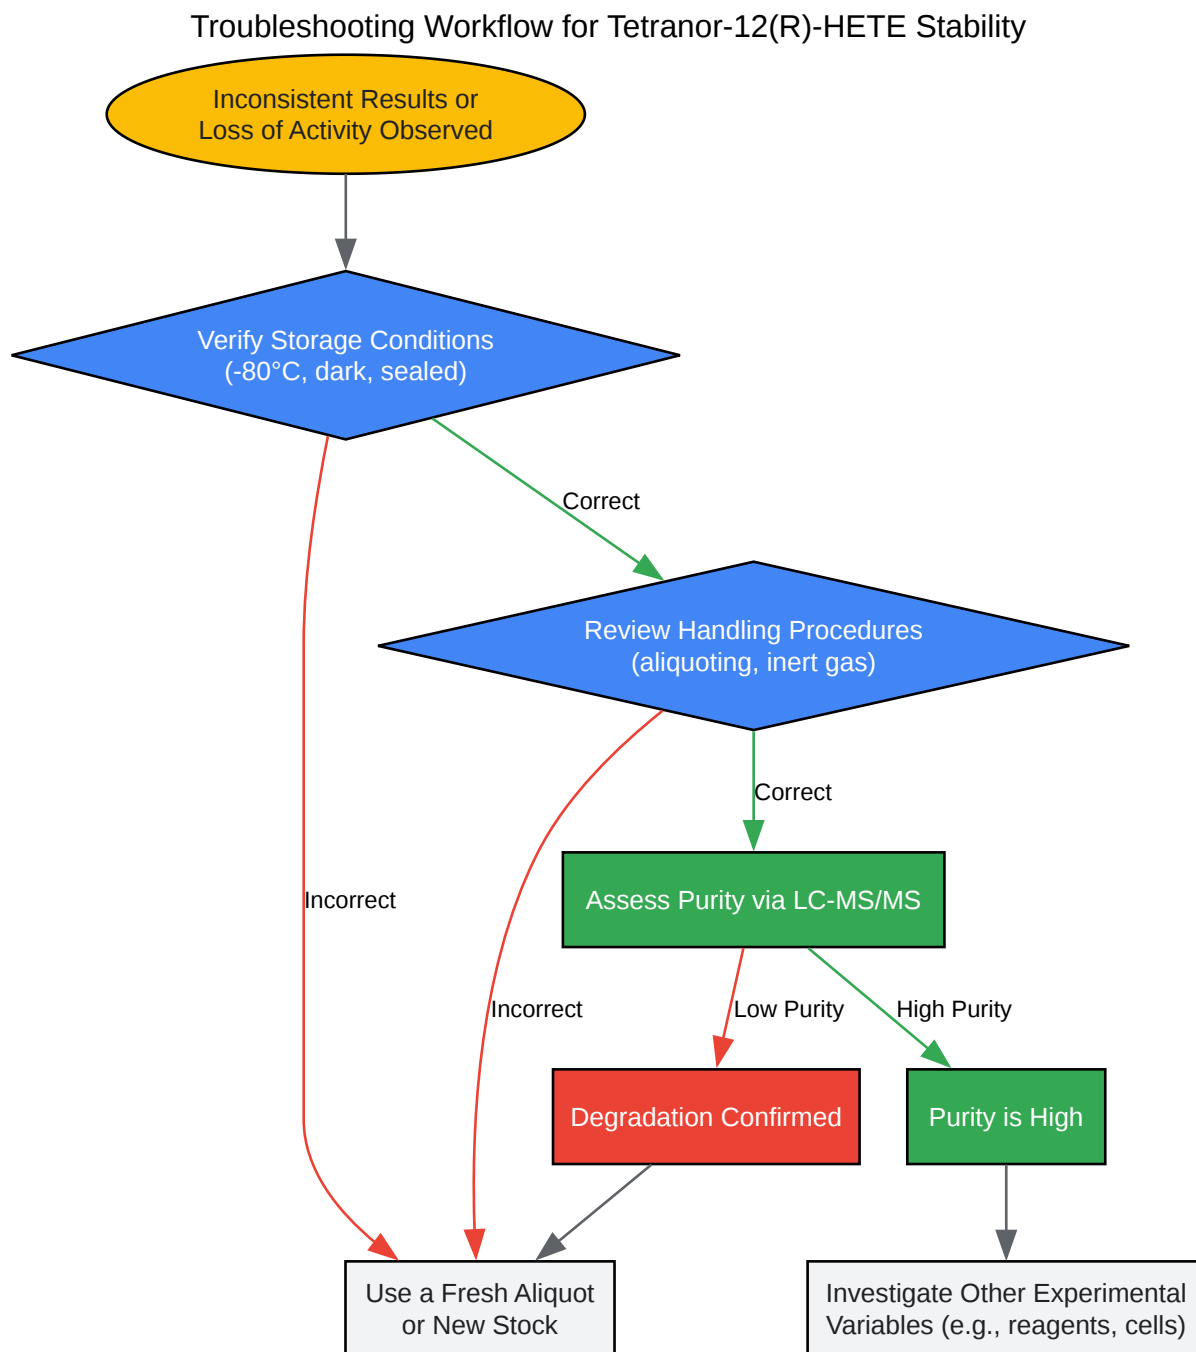 Troubleshooting Workflow for Tetranor-12(R)-HETE Stability
Inconsistent Results or
Loss of Activity Observed
Verify Storage Conditions
(-80°C, dark, sealed)
Correct
Review Handling Procedures
(aliquoting, inert gas)
Correct
Incorrect
Assess Purity via LC-MS/MS
Incorrect
Low Purity
High Purity
Degradation Confirmed
Purity is High
Use a Fresh Aliquot
or New Stock
Investigate Other Experimental
Variables (e.g., reagents, cells)